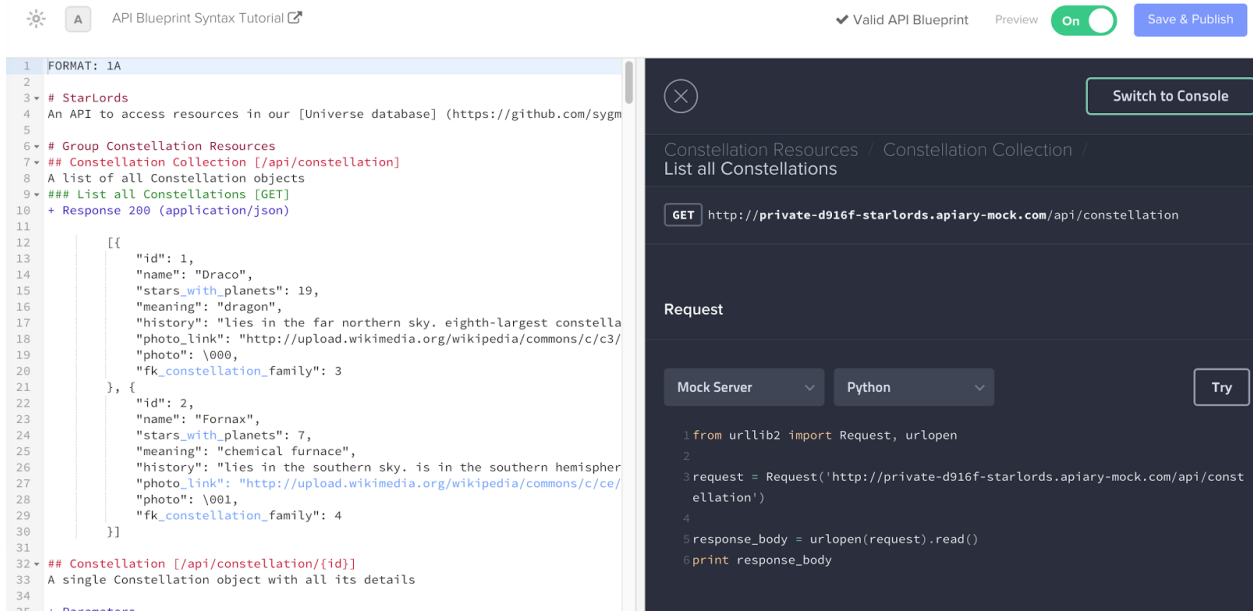 A API Blueprint Syntax Tutorial Valid API Blueprint Preview On Save & Publish
1 FORMAT: 1A
2
3 # StarLords
4 An API to access resources in our [Universe database] (https://github.com/sygm
5
6 # Group Constellation Resources
7 ## Constellation Collection [/api/constellation]
8 A list of all Constellation objects
9 ### List all Constellations [GET]
10 + Response 200 (application/json)
11
12 [{
13 "id": 1,
14 "name": "Draco",
15 "stars_with_planets": 19,
16 "meaning": "dragon",
17 "history": "lies in the far northern sky. eighth-largest constella
18 "photo_link": "http://upload.wikimedia.org/wikipedia/commons/c/c3/
19 "photo": \000,
20 "fk_constellation_family": 3
21 }, {
22 "id": 2,
23 "name": "Fornax",
24 "stars_with_planets": 7,
25 "meaning": "chemical furnace",
26 "history": "lies in the southern sky. is in the southern hemispher
27 "photo_link": "http://upload.wikimedia.org/wikipedia/commons/c/ce/
28 "photo": \001,
29 "fk_constellation_family": 4
30 }]
31
32 ## Constellation [/api/constellation/{id}]
33 A single Constellation object with all its details
34
35 + Parameters
Switch to Console
Constellation Resources / Constellation Collection /
List all Constellations
GET http://private-d916f-starlords.apiary-mock.com/api/constellation
Request
Mock Server Python Try
1 from urllib2 import Request, urlopen
2
3 request = Request('http://private-d916f-starlords.apiary-mock.com/api/const
ellation')
4
5 response_body = urlopen(request).read()
6 print response_body